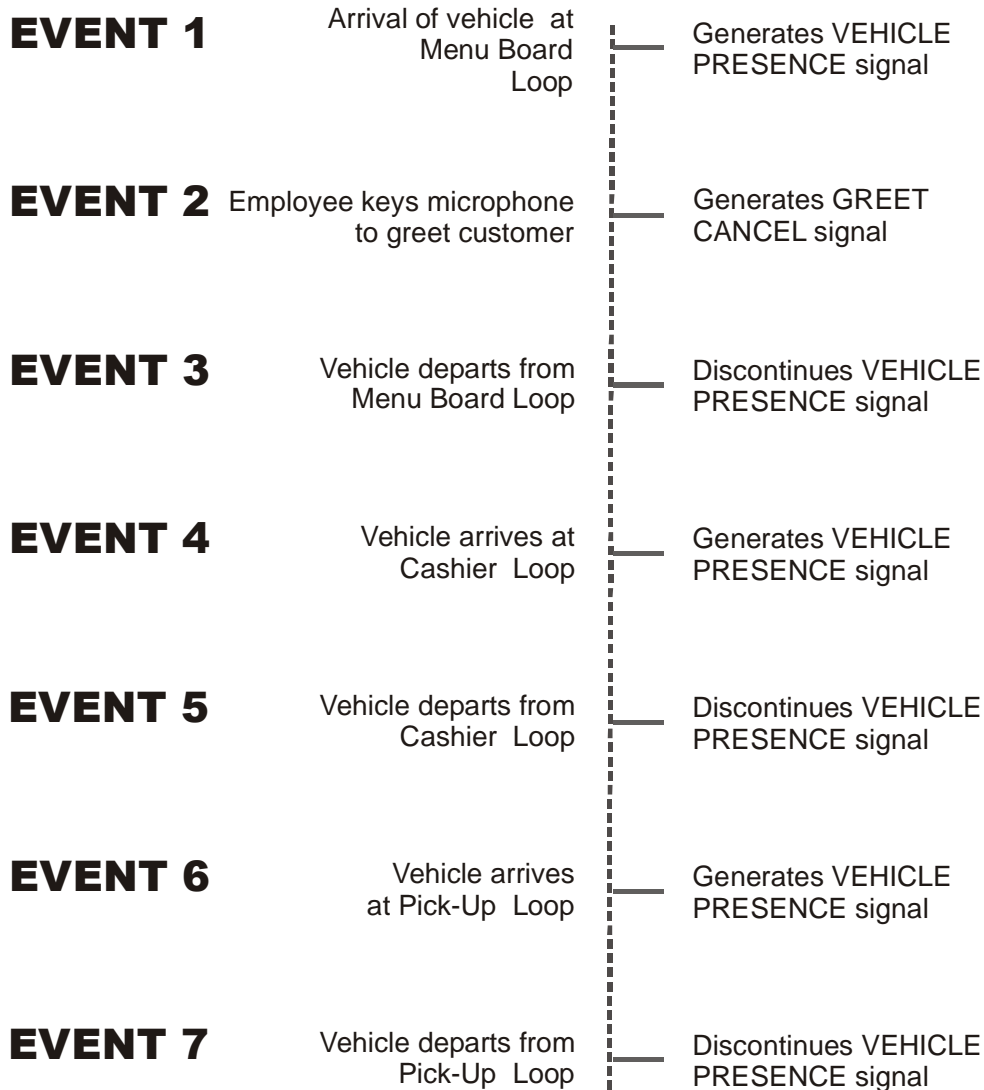 EVENT 1
Arrival of vehicle at
Menu Board
Loop
Generates VEHICLE
PRESENCE signal
EVENT 2
Employee keys microphone
to greet customer
Generates GREET
CANCEL signal
EVENT 3
Vehicle departs from
Menu Board Loop
Discontinues VEHICLE
PRESENCE signal
EVENT 4
Vehicle arrives at
Cashier Loop
Generates VEHICLE
PRESENCE signal
EVENT 5
Vehicle departs from
Cashier Loop
Discontinues VEHICLE
PRESENCE signal
EVENT 6
Vehicle arrives
at Pick-Up Loop
Generates VEHICLE
PRESENCE signal
EVENT 7
Vehicle departs from
Pick-Up Loop
Discontinues VEHICLE
PRESENCE signal